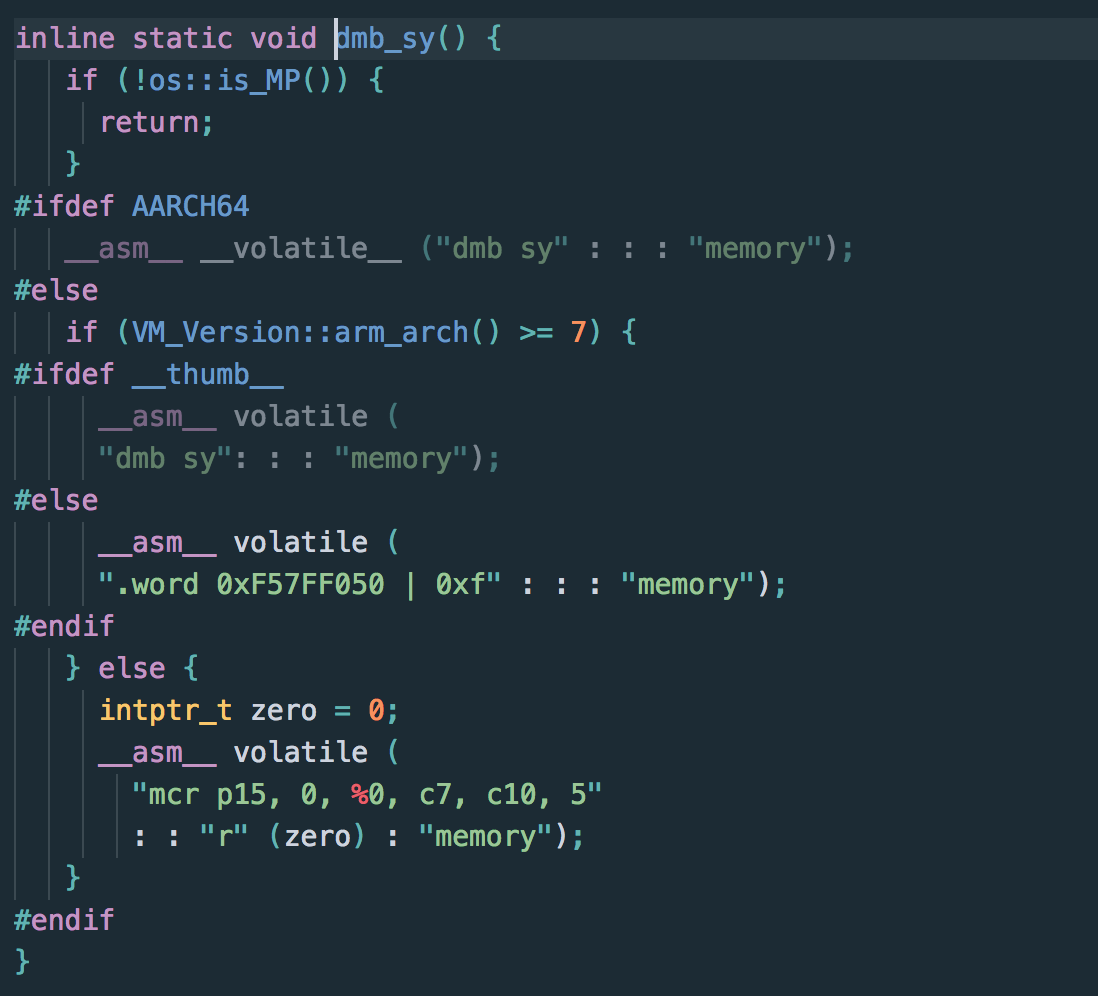 inline static void dmb_sy() {
if (!os::is_MP()) {
return;
}
#ifdef AARCH64
__asm__ __volatile__ ("dmb sy" : : : "memory");
#else
if (VM_Version::arm_arch() >= 7) {
#ifdef __thumb__
__asm__ volatile (
"dmb sy": : : "memory");
#else
__asm__ volatile (
".word 0xF57FF050 | 0xf" : : : "memory");
#endif
} else {
intptr_t zero = 0;
__asm__ volatile (
"mcr p15, 0, %0, c7, c10, 5"
: : "r" (zero) : "memory");
}
#endif
}